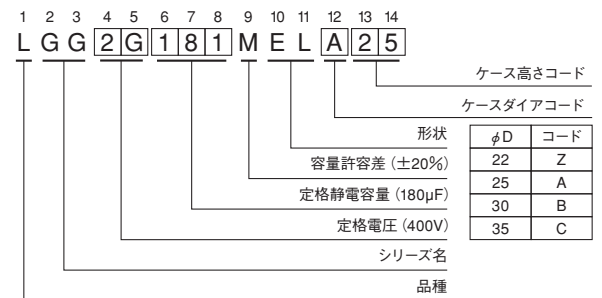 1 2 3 4 5 6 7 8 9 10 11 12 13 14
L G G 2 G 1 8 1 M E L A 2 5
ケース高さコード
ケースダイアコード
形状
容量許容差 (±20%)
定格静電容量 (180µF)
定格電圧 (400V)
シリーズ名
品種
φD コード
22 Z
25 A
30 B
35 C